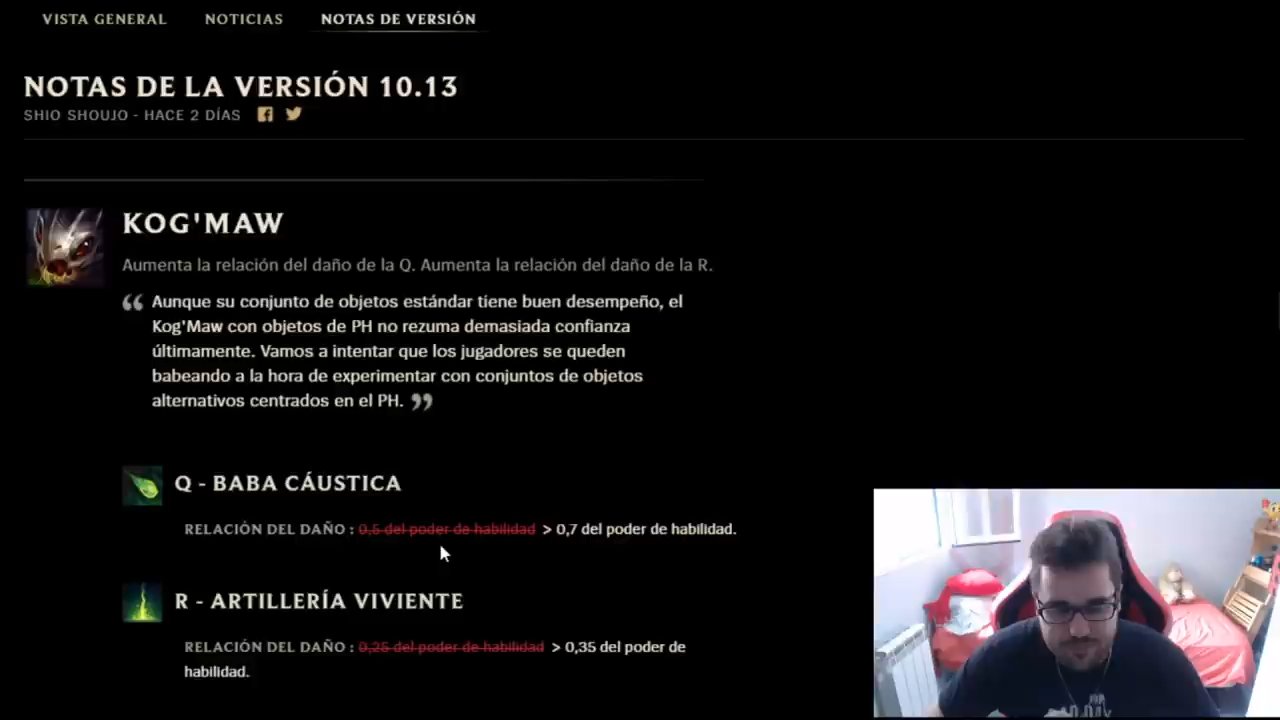 VISTA GENERAL NOTICIAS NOTAS DE VERSIÓN
NOTAS DE LA VERSIÓN 10.13
SHIO SHOUJO - HACE 2 DÍAS
KOG'MAW
Aumenta la relación del daño de la Q. Aumenta la relación del daño de la R.
“ Aunque su conjunto de objetos estándar tiene buen desempeño, el
Kog'Maw con objetos de PH no rezuma demasiada confianza
últimamente. Vamos a intentar que los jugadores se queden
babeando a la hora de experimentar con conjuntos de objetos
alternativos centrados en el PH. ”
Q - BABA CÁUSTICA
RELACIÓN DEL DAÑO : 0,5 del poder de habilidad > 0,7 del poder de habilidad.
R - ARTILLERÍA VIVIENTE
RELACIÓN DEL DAÑO : 0,25 del poder de habilidad > 0,35 del poder de
habilidad.